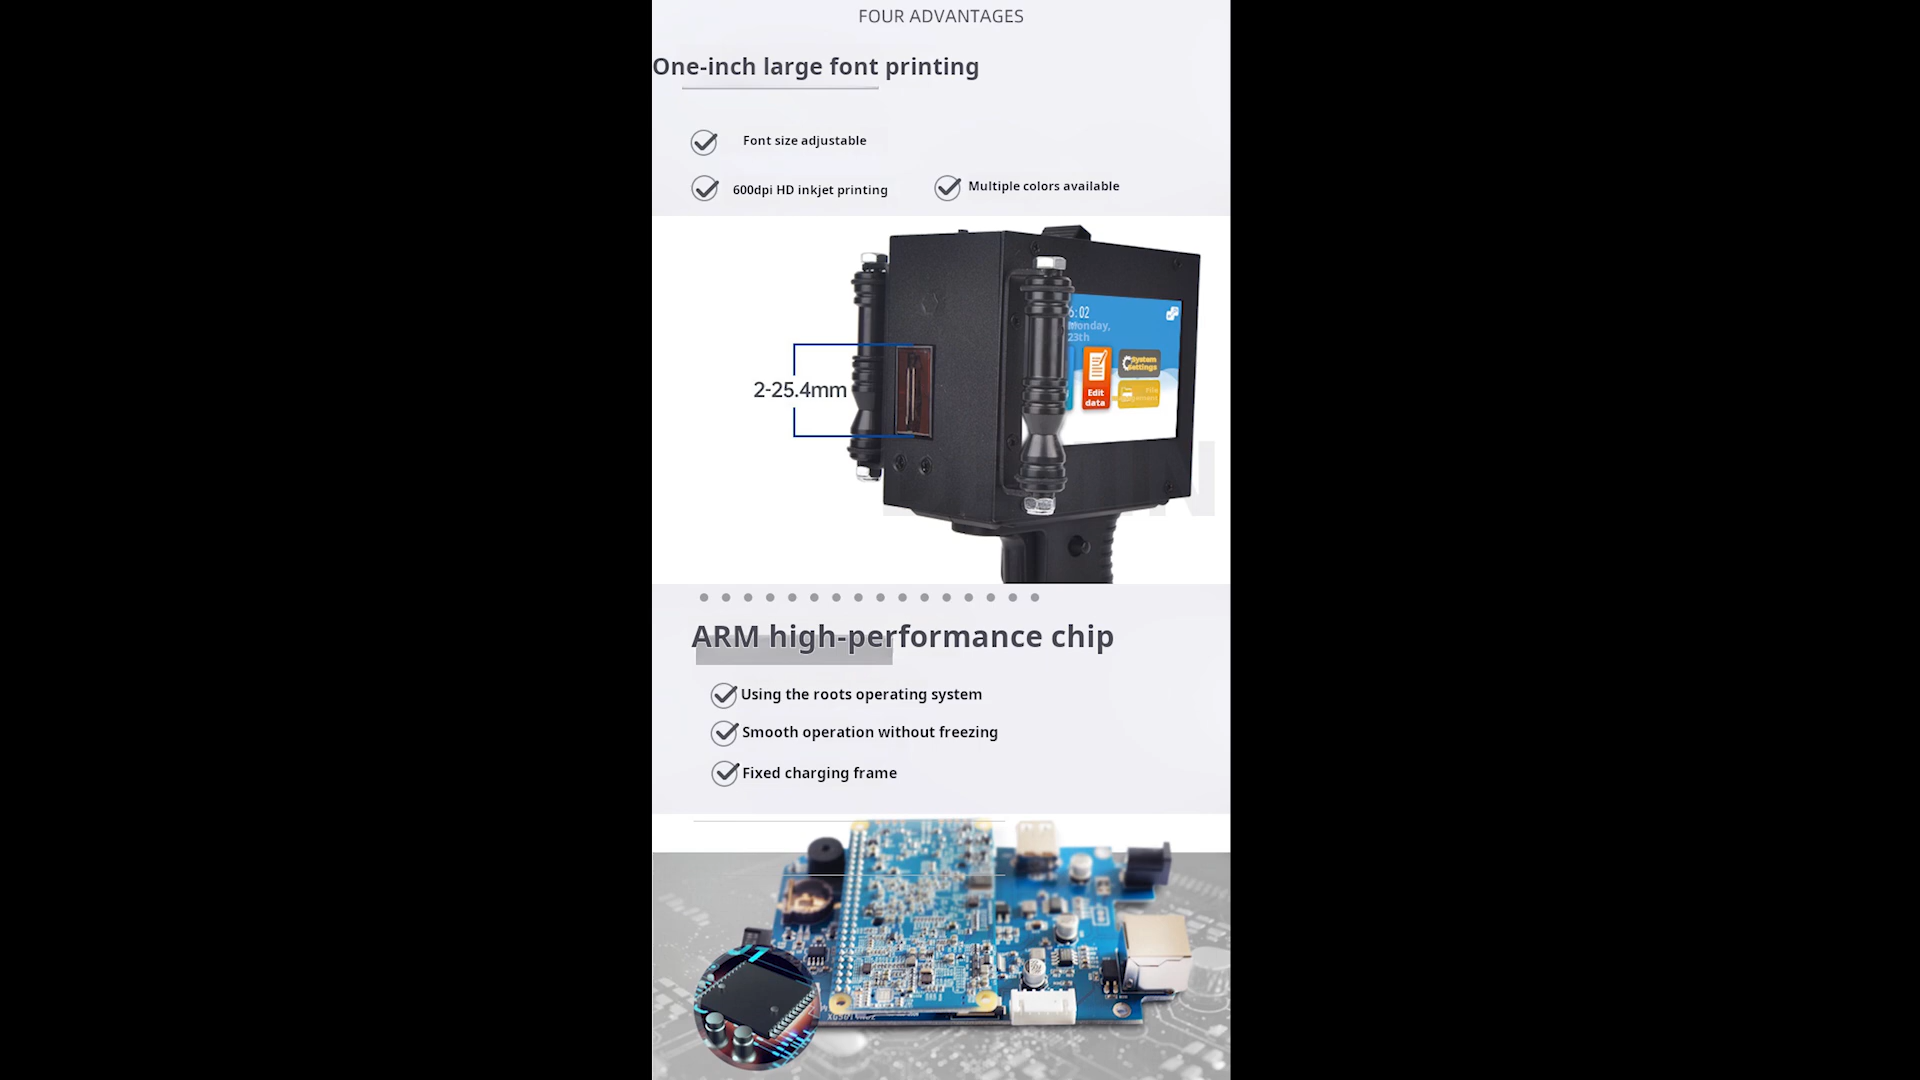 FOUR ADVANTAGES
One-inch large font printing
Font size adjustable
600dpi HD inkjet printing
Multiple colors available
6:02
Monday,
23th
System
Settings
Edit
data
File
2-25.4mm
ARM high-performance chip
Using the roots operating system
Smooth operation without freezing
Fixed charging frame